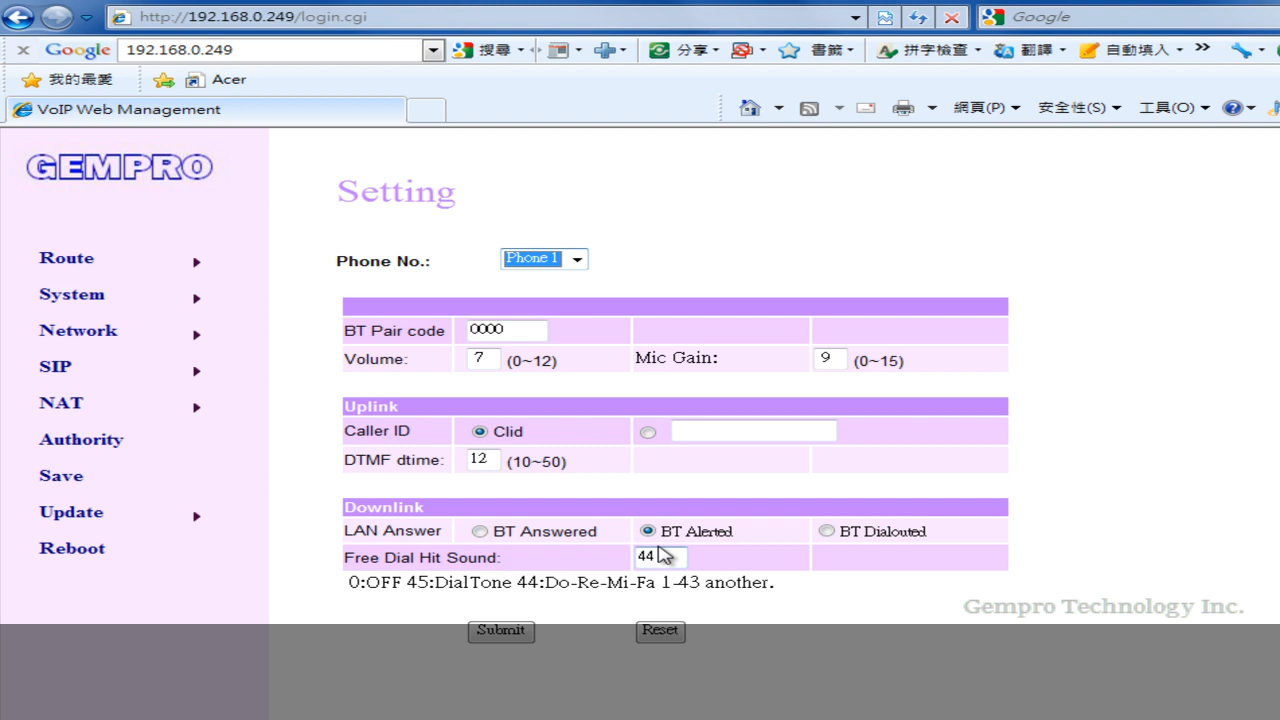 http://192.168.0.249/login.cgi
Google
x Google 192.168.0.249 搜尋 分享 書籤 拼字檢查 翻譯 自動填入 »
我的最愛 Acer
VoIP Web Management 網頁(P) 安全性(S) 工具(O)
GEMPRO
Setting
Route
System
Network
SIP
NAT
Authority
Save
Update
Reboot
Phone No.: Phone 1
BT Pair code 0000
Volume: 7 (0~12) Mic Gain: 9 (0~15)
Uplink
Caller ID Clid
DTMF dtime: 12 (10~50)
Downlink
LAN Answer BT Answered BT Alerted BT Dialouted
Free Dial Hit Sound: 44
0:OFF 45:DialTone 44:Do-Re-Mi-Fa 1-43 another.
Gempro Technology Inc.
Submit Reset